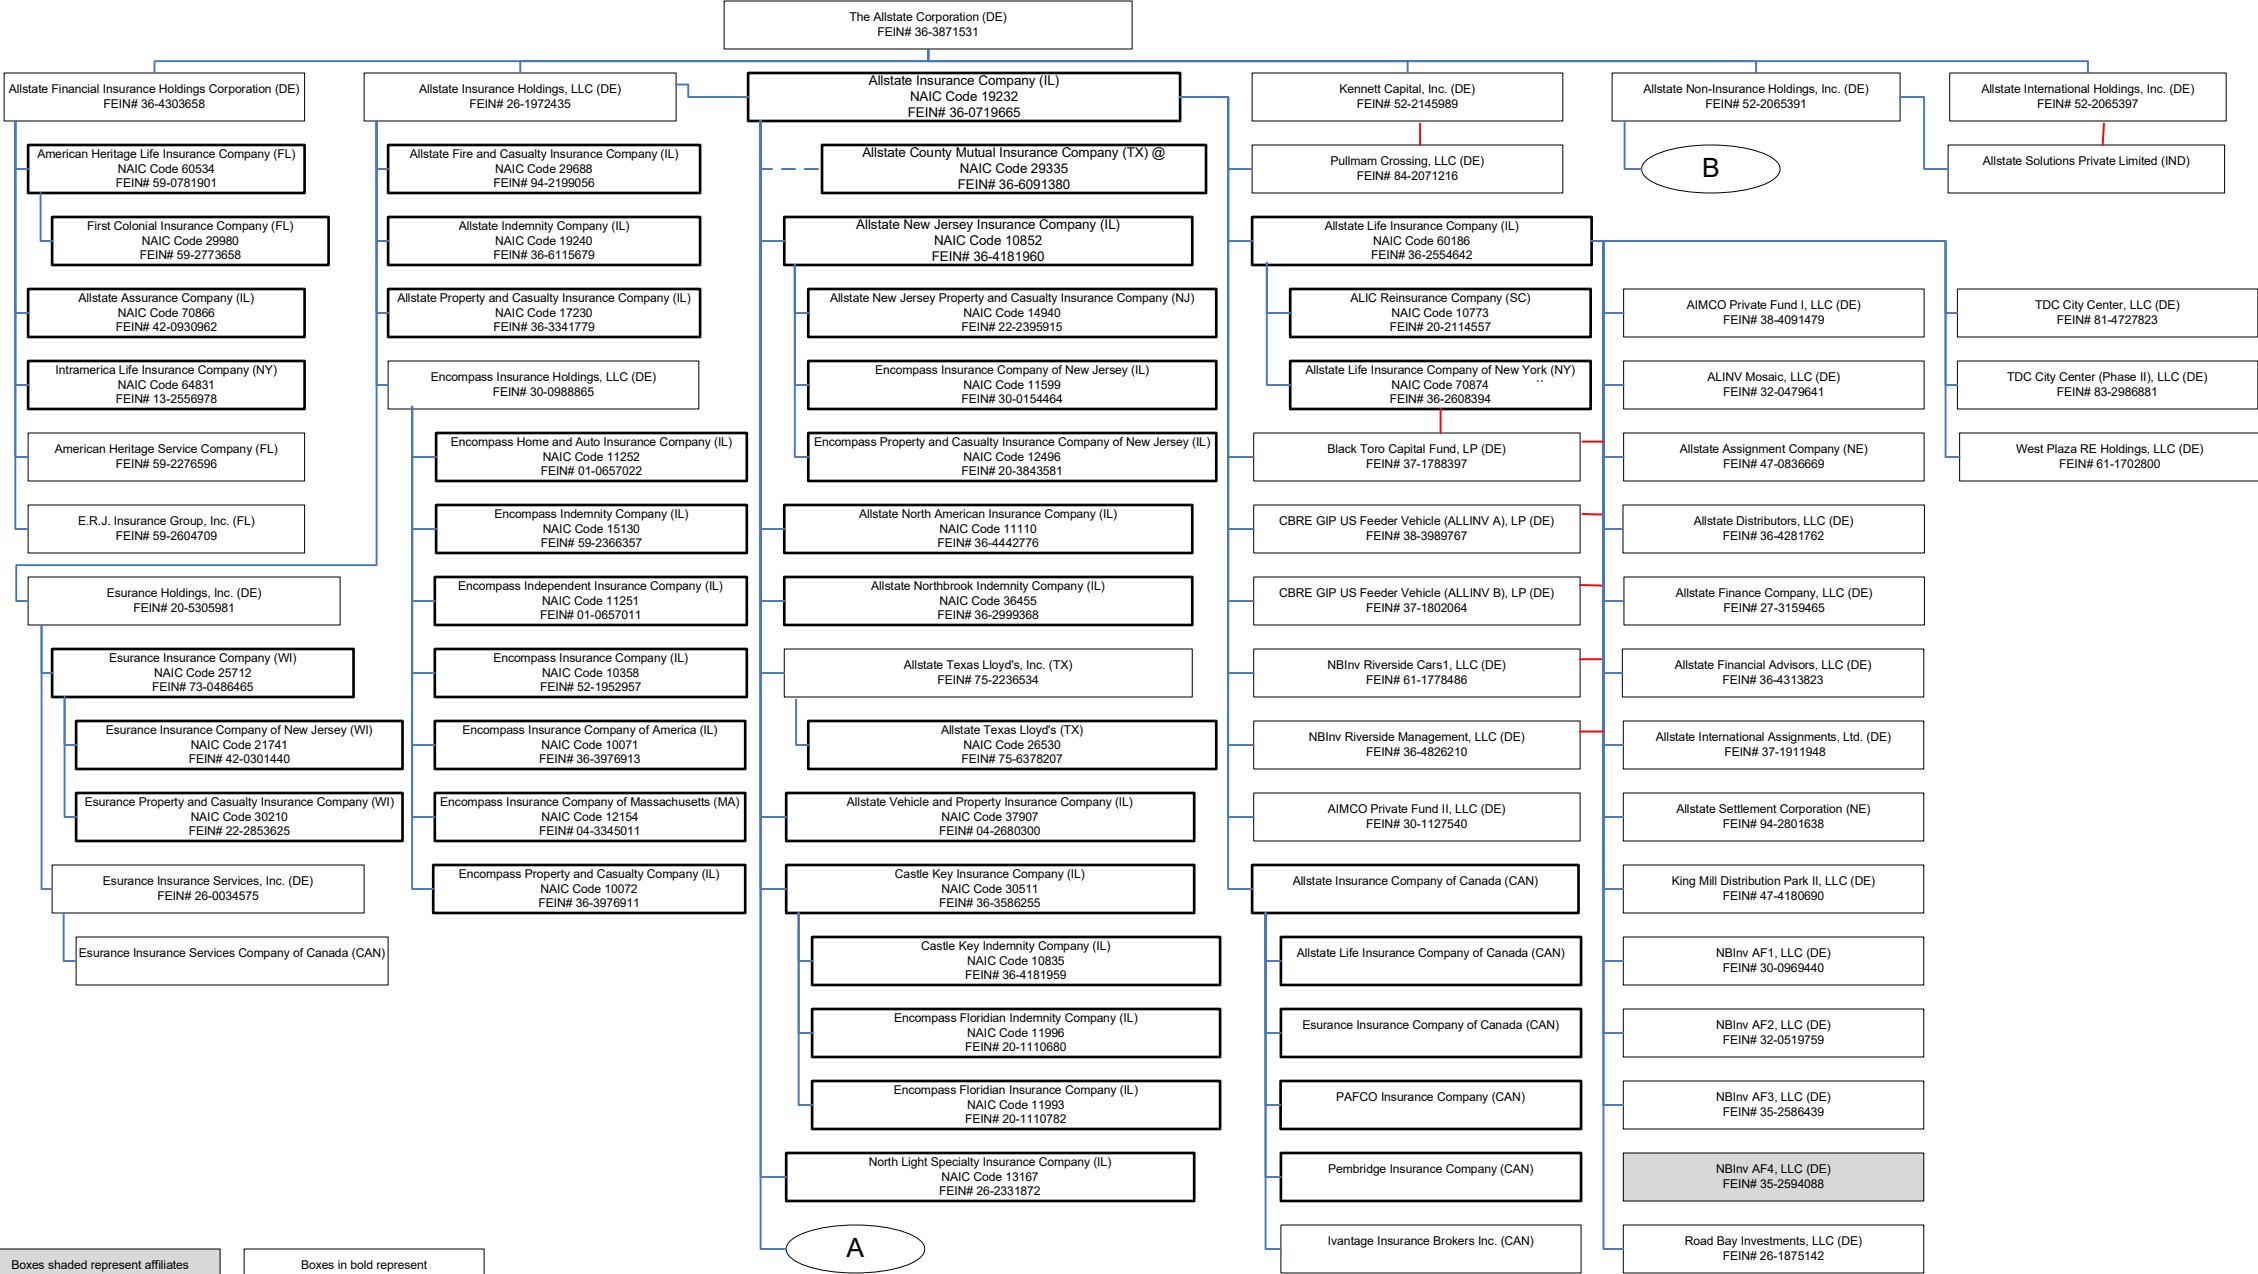 The Allstate Corporation (DE)
FEIN# 36-3871531
Allstate Financial Insurance Holdings Corporation (DE)
FEIN# 36-4303658
Allstate Insurance Holdings, LLC (DE)
FEIN# 26-1972435
Allstate Insurance Company (IL)
NAIC Code 19232
FEIN# 36-0719665
Kennett Capital, Inc. (DE)
FEIN# 52-2145989
Allstate Non-Insurance Holdings, Inc. (DE)
FEIN# 52-2065391
Allstate International Holdings, Inc. (DE)
FEIN# 52-2065397
American Heritage Life Insurance Company (FL)
NAIC Code 60534
FEIN# 59-0781901
First Colonial Insurance Company (FL)
NAIC Code 29980
FEIN# 59-2773658
Allstate Assurance Company (IL)
NAIC Code 70866
FEIN# 42-0930962
Intramerica Life Insurance Company (NY)
NAIC Code 64831
FEIN# 13-2556978
American Heritage Service Company (FL)
FEIN# 59-2276596
E.R.J. Insurance Group, Inc. (FL)
FEIN# 59-2604709
Esurance Holdings, Inc. (DE)
FEIN# 20-5305981
Esurance Insurance Company (WI)
NAIC Code 25712
FEIN# 73-0486465
Esurance Insurance Company of New Jersey (WI)
NAIC Code 21741
FEIN# 42-0301440
Esurance Property and Casualty Insurance Company (WI)
NAIC Code 30210
FEIN# 22-2853625
Esurance Insurance Services, Inc. (DE)
FEIN# 26-0034575
Esurance Insurance Services Company of Canada (CAN)
Allstate Fire and Casualty Insurance Company (IL)
NAIC Code 29688
FEIN# 94-2199056
Allstate Indemnity Company (IL)
NAIC Code 19240
FEIN# 36-6115679
Allstate Property and Casualty Insurance Company (IL)
NAIC Code 17230
FEIN# 36-3341779
Encompass Insurance Holdings, LLC (DE)
FEIN# 30-0988865
Encompass Home and Auto Insurance Company (IL)
NAIC Code 11252
FEIN# 01-0657022
Encompass Indemnity (IL)
NAIC Code 15130
FEIN# 59-2366357
Encompass Independent Insurance Company (IL)
NAIC Code 11251
FEIN# 01-0657011
Encompass Insurance Company (IL)
NAIC Code 10358
FEIN# 52-1952957
Encompass Insurance Company of America (IL)
NAIC Code 10071
FEIN# 36-3976913
Encompass Insurance Company of Massachusetts (MA)
NAIC Code 12154
FEIN# 04-3345011
Encompass Property and Casualty Company (IL)
NAIC Code 10072
FEIN# 36-3976911
Allstate County Mutual Insurance Company (TX) @
NAIC Code 29335
FEIN# 36-6091380
Allstate New Jersey Insurance Company (IL)
NAIC Code 10852
FEIN# 36-4181960
Allstate New Jersey Property and Casualty Insurance Company (NJ)
NAIC Code 14940
FEIN# 22-2395915
Encompass Insurance Company of New Jersey (IL)
NAIC Code 11599
FEIN# 30-0154464
Encompass Property and Casualty Insurance Company of New Jersey (IL)
NAIC Code 12496
FEIN# 20-3843581
Allstate North American Insurance Company (IL)
NAIC Code 11110
FEIN# 36-4442776
Allstate Northbrook Indemnity Company (IL)
NAIC Code 36455
FEIN# 36-2999368
Allstate Texas Lloyd's, Inc. (TX)
FEIN# 75-2236534
Allstate Texas Lloyd's (TX)
NAIC Code 26530
FEIN# 75-6378207
Allstate Vehicle and Property Insurance Company (IL)
NAIC Code 37907
FEIN# 04-2680300
Castle Key Insurance Company (IL)
NAIC Code 30511
FEIN# 36-3586255
Castle Key Indemnity Company (IL)
NAIC Code 10835
FEIN# 36-4181959
Encompass Floridian Indemnity Company (IL)
NAIC Code 11996
FEIN# 20-1110680
Encompass Floridian Insurance Company (IL)
NAIC Code 11993
FEIN# 20-1110782
North Light Specialty Insurance Company (IL)
NAIC Code 13167
FEIN# 26-2331872
A
Pullmam Crossing, LLC (DE)
FEIN# 84-2071216
Allstate Life Insurance Company (IL)
NAIC Code 60186
FEIN# 36-2554642
ALIC Reinsurance Company (SC)
NAIC Code 10773
FEIN# 20-2114557
Allstate Life Insurance Company of New York (NY)
NAIC Code 70874 ``
FEIN# 36-2608394
Black Toro Capital Fund, LP (DE)
FEIN# 37-1788397
CBRE GIP US Feeder Vehicle (ALLINV A), LP (DE)
FEIN# 38-3989767
CBRE GIP US Feeder Vehicle (ALLINV B), LP (DE)
FEIN# 37-1802064
NBInv Riverside Cars1, LLC (DE)
FEIN# 61-1778486
NBInv Riverside Management, LLC (DE)
FEIN# 36-4826210
AIMCO Private Fund II, LLC (DE)
FEIN# 30-1127540
Allstate Insurance Company of Canada (CAN)
Allstate Life Insurance Company of Canada (CAN)
Esurance Insurance Company of Canada (CAN)
PAFCO Insurance Company (CAN)
Pembridge Insurance Company (CAN)
Ivantage Insurance Brokers Inc. (CAN)
B
Allstate Solutions Private Limited (IND)
AIMCO Private Fund I, LLC (DE)
FEIN# 38-4091479
ALINV Mosaic, LLC (DE)
FEIN# 32-0479641
Allstate Assignment Company (NE)
FEIN# 47-0836669
Allstate Distributors, LLC (DE)
FEIN# 36-4281762
Allstate Finance Company, LLC (DE)
FEIN# 27-3159465
Allstate Financial Advisors, LLC (DE)
FEIN# 36-4313823
Allstate International Assignments, Ltd. (DE)
FEIN# 37-1911948
Allstate Settlement Corporation (NE)
FEIN# 94-2801638
King Mill Distribution Park II, LLC (DE)
FEIN# 47-4180690
NBInv AF1, LLC (DE)
FEIN# 30-0969440
NBInv AF2, LLC (DE)
FEIN# 32-0519759
NBInv AF3, LLC (DE)
FEIN# 35-2586439
NBInv AF4, LLC (DE)
FEIN# 35-2594088
Road Bay Investments, LLC (DE)
FEIN# 26-1875142
TDC City Center, LLC (DE)
FEIN# 81-4727823
TDC City Center (Phase II), LLC (DE)
FEIN# 83-2986881
West Plaza RE Holdings, LLC (DE)
FEIN# 61-1702800
Boxes shaded represent affiliates
Boxes in bold represent